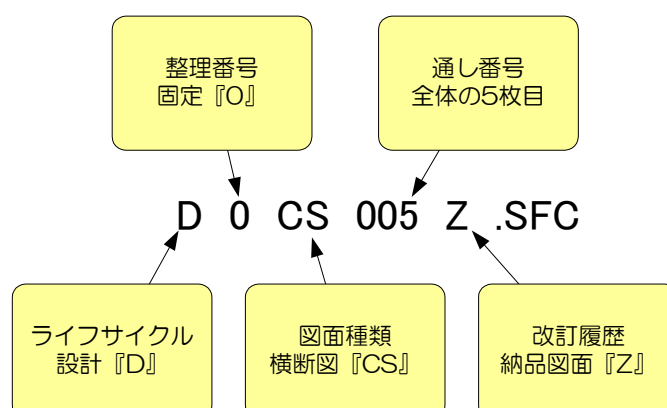 整理番号
固定『0』
通し番号
全体の5枚目
D 0 CS 005 Z .SFC
ライフサイクル
設計『D』
図面種類
横断図『CS』
改訂履歴
納品図面『Z』